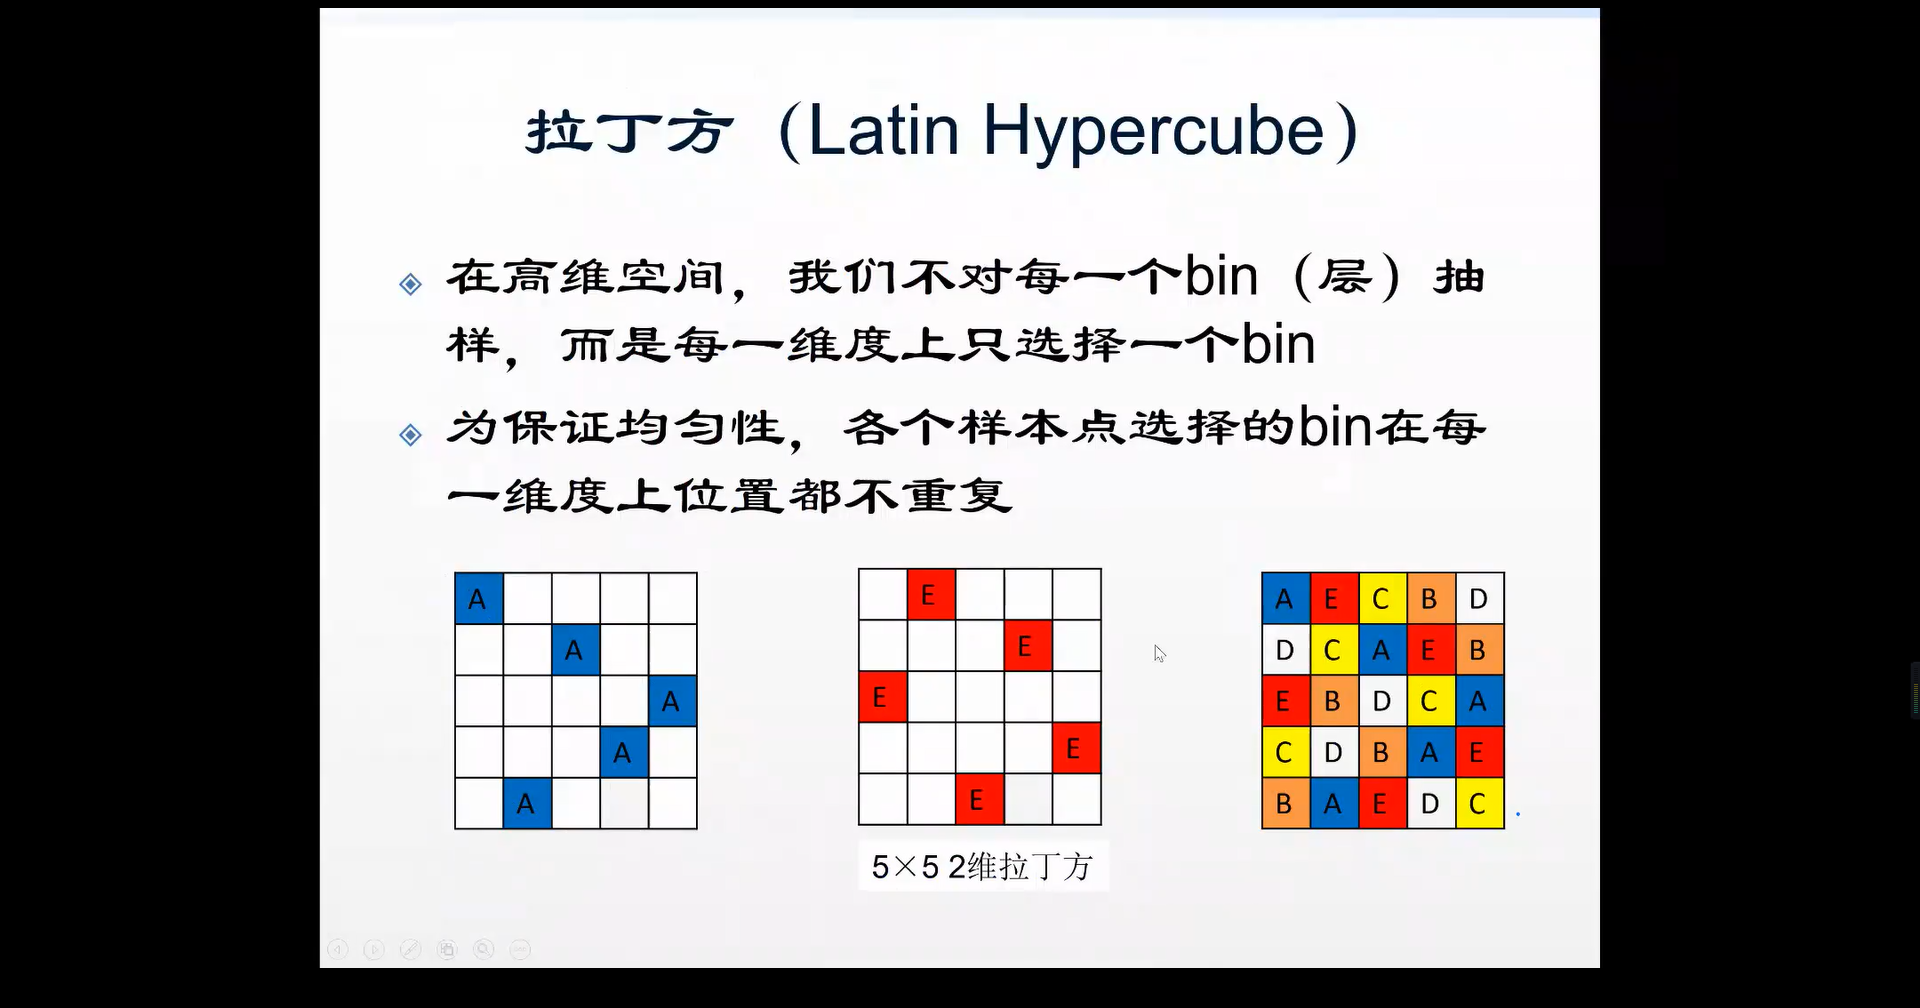 拉丁方（Latin Hypercube）
在高维空间，我们不对每一个bin（层）抽
样，而是每一维度上只选择一个bin
为保证均匀性，各个样本点选择的bin在每
一维度上位置都不重复
A
A
A
A
A
E
E
E
E
E
5×5 2维拉丁方
A E C B D
D C A E B
E B D C A
C D B A E
B A E D C